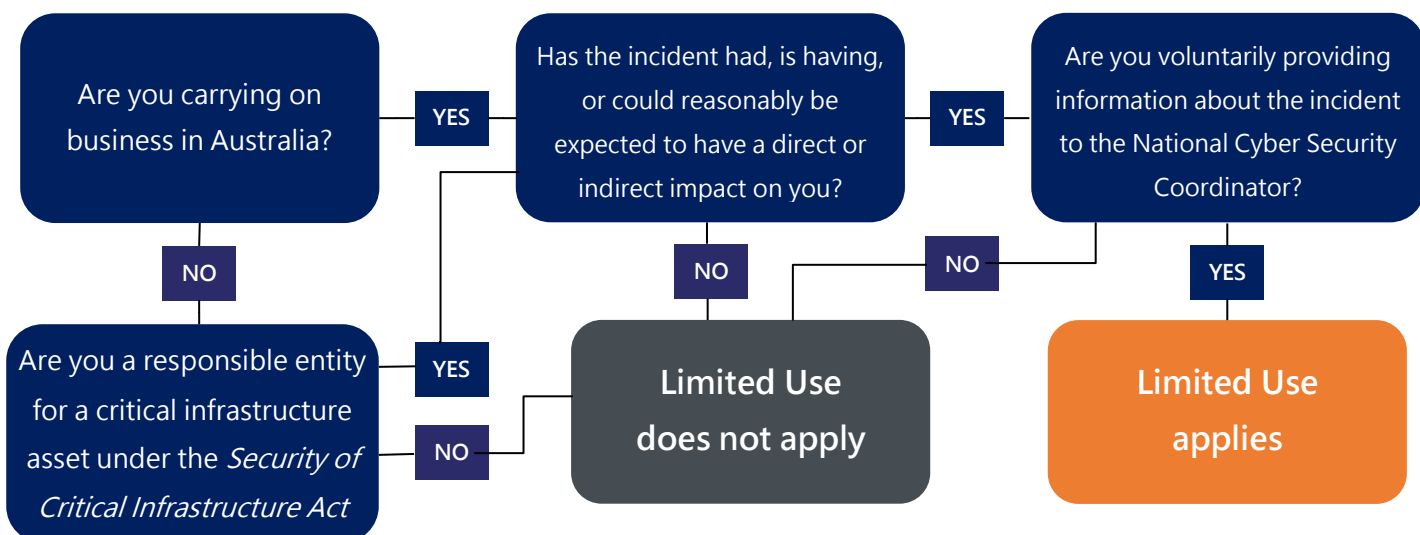 Are you carrying on
business in Australia?
YES
Has the incident had, is having,
or could reasonably be
expected to have a direct or
indirect impact on you?
YES
Are you voluntarily providing
information about the incident
to the National Cyber Security
Coordinator?
NO
NO
NO
YES
Are you a responsible entity
for a critical infrastructure
asset under the Security of
Critical Infrastructure Act
YES
NO
Limited Use
does not apply
Limited Use
applies